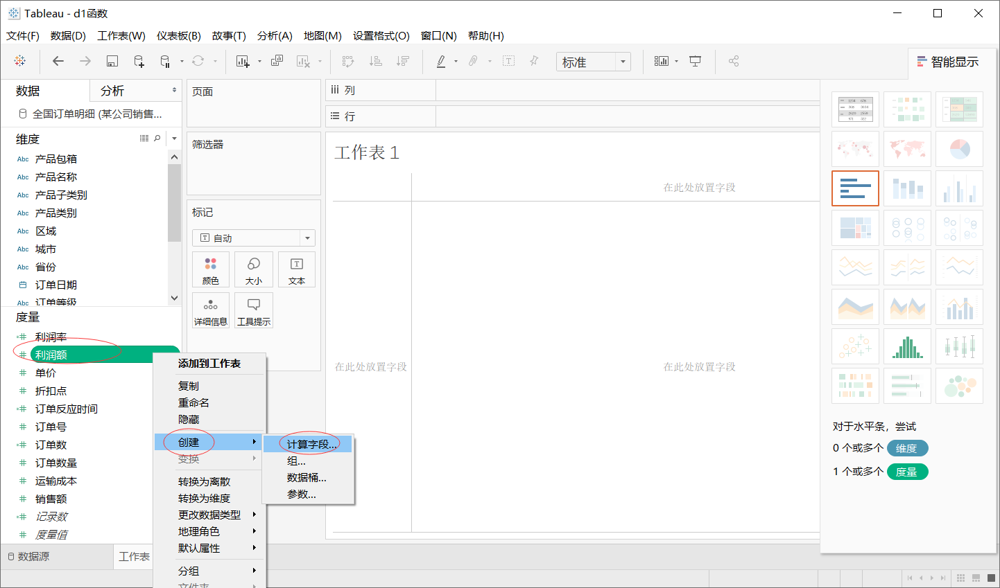 Tableau - d1函数
文件(F) 数据(D) 工作表(W) 仪表板(B) 故事(T) 分析(A) 地图(M) 设置格式(O) 窗口(N) 帮助(H)
标准
智能显示
数据 分析
全国订单明细 (某公司销售...
维度
Abc 产品包箱
Abc 产品名称
Abc 产品子类别
Abc 产品类别
Abc 区域
Abc 城市
Abc 省份
订单日期
Abc 订单等级
度量
利润率
利润额
单价
折扣点
订单反应时间
订单号
订单数
订单数量
运输成本
销售额
记录数
度量值
数据源 工作表
页面
筛选器
标记
自动
颜色 大小 文本
详细信息 工具提示
列
行
工作表 1
在此处放置字段
在此处放置字段 在此处放置字段
添加到工作表
复制
重命名
隐藏
创建
变换
转换为离散
转换为维度
更改数据类型
地理角色
默认属性
分组
文件夹
计算字段...
组...
数据桶...
参数...
对于水平条，尝试
0 个或多个 维度
1 个或多个 度量